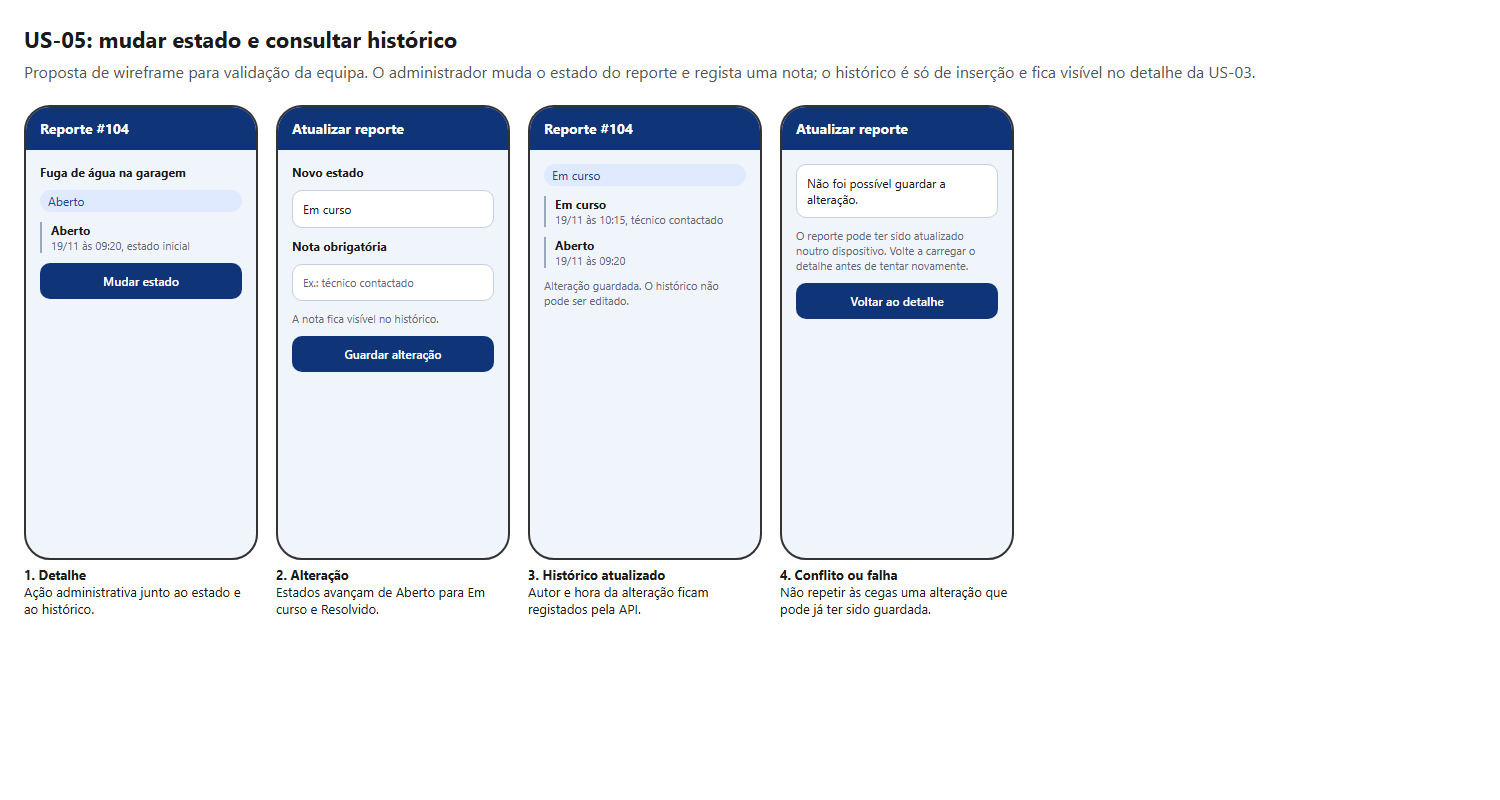 US-05: mudar estado e consultar histórico
Proposta de wireframe para validação da equipa. O administrador muda o estado do reporte e regista uma nota; o histórico é só de inserção e fica visível no detalhe da US-03.
Reporte #104
Fuga de água na garagem
Aberto
Aberto
19/11 às 09:20, estado inicial
Mudar estado
1. Detalhe
Ação administrativa junto ao estado e
ao histórico.
Atualizar reporte
Novo estado
Em curso
Nota obrigatória
Ex.: técnico contactado
A nota fica visível no histórico.
Guardar alteração
2. Alteração
Estados avançam de Aberto para Em
curso e Resolvido.
Reporte #104
Em curso
Em curso
19/11 às 10:15, técnico contactado
Aberto
19/11 às 09:20
Alteração guardada. O histórico não
pode ser editado.
3. Histórico atualizado
Autor e hora da alteração ficam
registados pela API.
Atualizar reporte
Não foi possível guardar a
alteração.
O reporte pode ter sido atualizado
noutro dispositivo. Volte a carregar o
detalhe antes de tentar novamente.
Voltar ao detalhe
4. Conflito ou falha
Não repetir às cegas uma alteração que
pode já ter sido guardada.